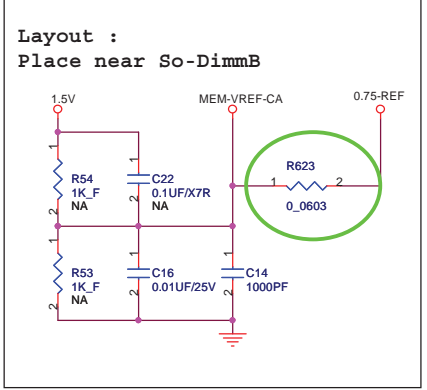 Layout :
Place near So-DimmB
1.5V
MEM-VREF-CA
0.75-REF
R623
1
2
0_0603
1
R54
1K_F
NA
2
1
C22
0.1UF/X7R
NA
2
1
R53
1K_F
NA
2
1
C16
0.01UF/25V
2
1
C14
1000PF
2